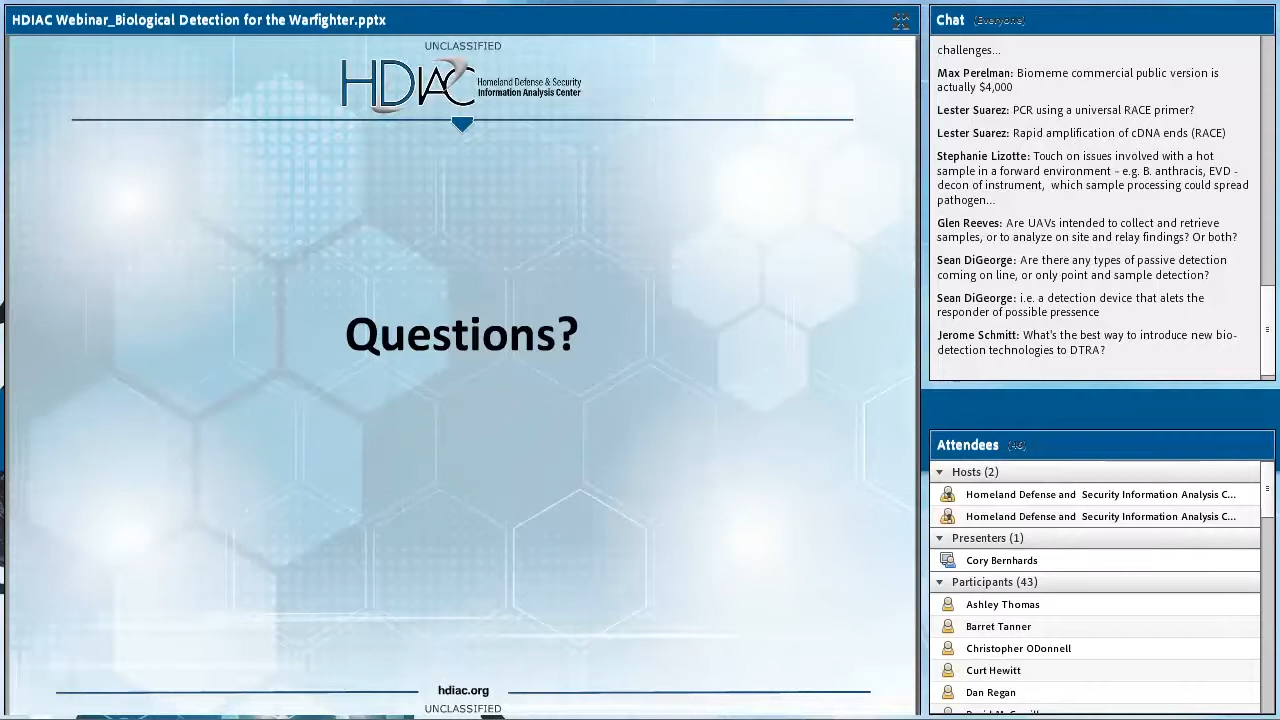 HDIAC Webinar_Biological Detection for the Warfighter.pptx
UNCLASSIFIED
HDIAC
Homeland Defense & Security
Information Analysis Center
Questions?
hdiac.org
UNCLASSIFIED
Chat (Everyone)
challenges...
Max Perelman: Biomeme commercial public version is
actually $4,000
Lester Suarez: PCR using a universal RACE primer?
Lester Suarez: Rapid amplification of cDNA ends (RACE)
Stephanie Lizotte: Touch on issues involved with a hot
sample in a forward environment – e.g. B. anthracis, EVD -
decon of instrument, which sample processing could spread
pathogen...
Glen Reeves: Are UAVs intended to collect and retrieve
samples, or to analyze on site and relay findings? Or both?
Sean DiGeorge: Are there any types of passive detection
coming on line, or only point and sample detection?
Sean DiGeorge: i.e. a detection device that alets the
responder of possible presence
Jerome Schmitt: What's the best way to introduce new bio-
detection technologies to DTRA?
Attendees (46)
Hosts (2)
Homeland Defense and Security Information Analysis C...
Homeland Defense and Security Information Analysis C...
Presenters (1)
Cory Bernhards
Participants (43)
Ashley Thomas
Barret Tanner
Christopher ODonnell
Curt Hewitt
Dan Regan